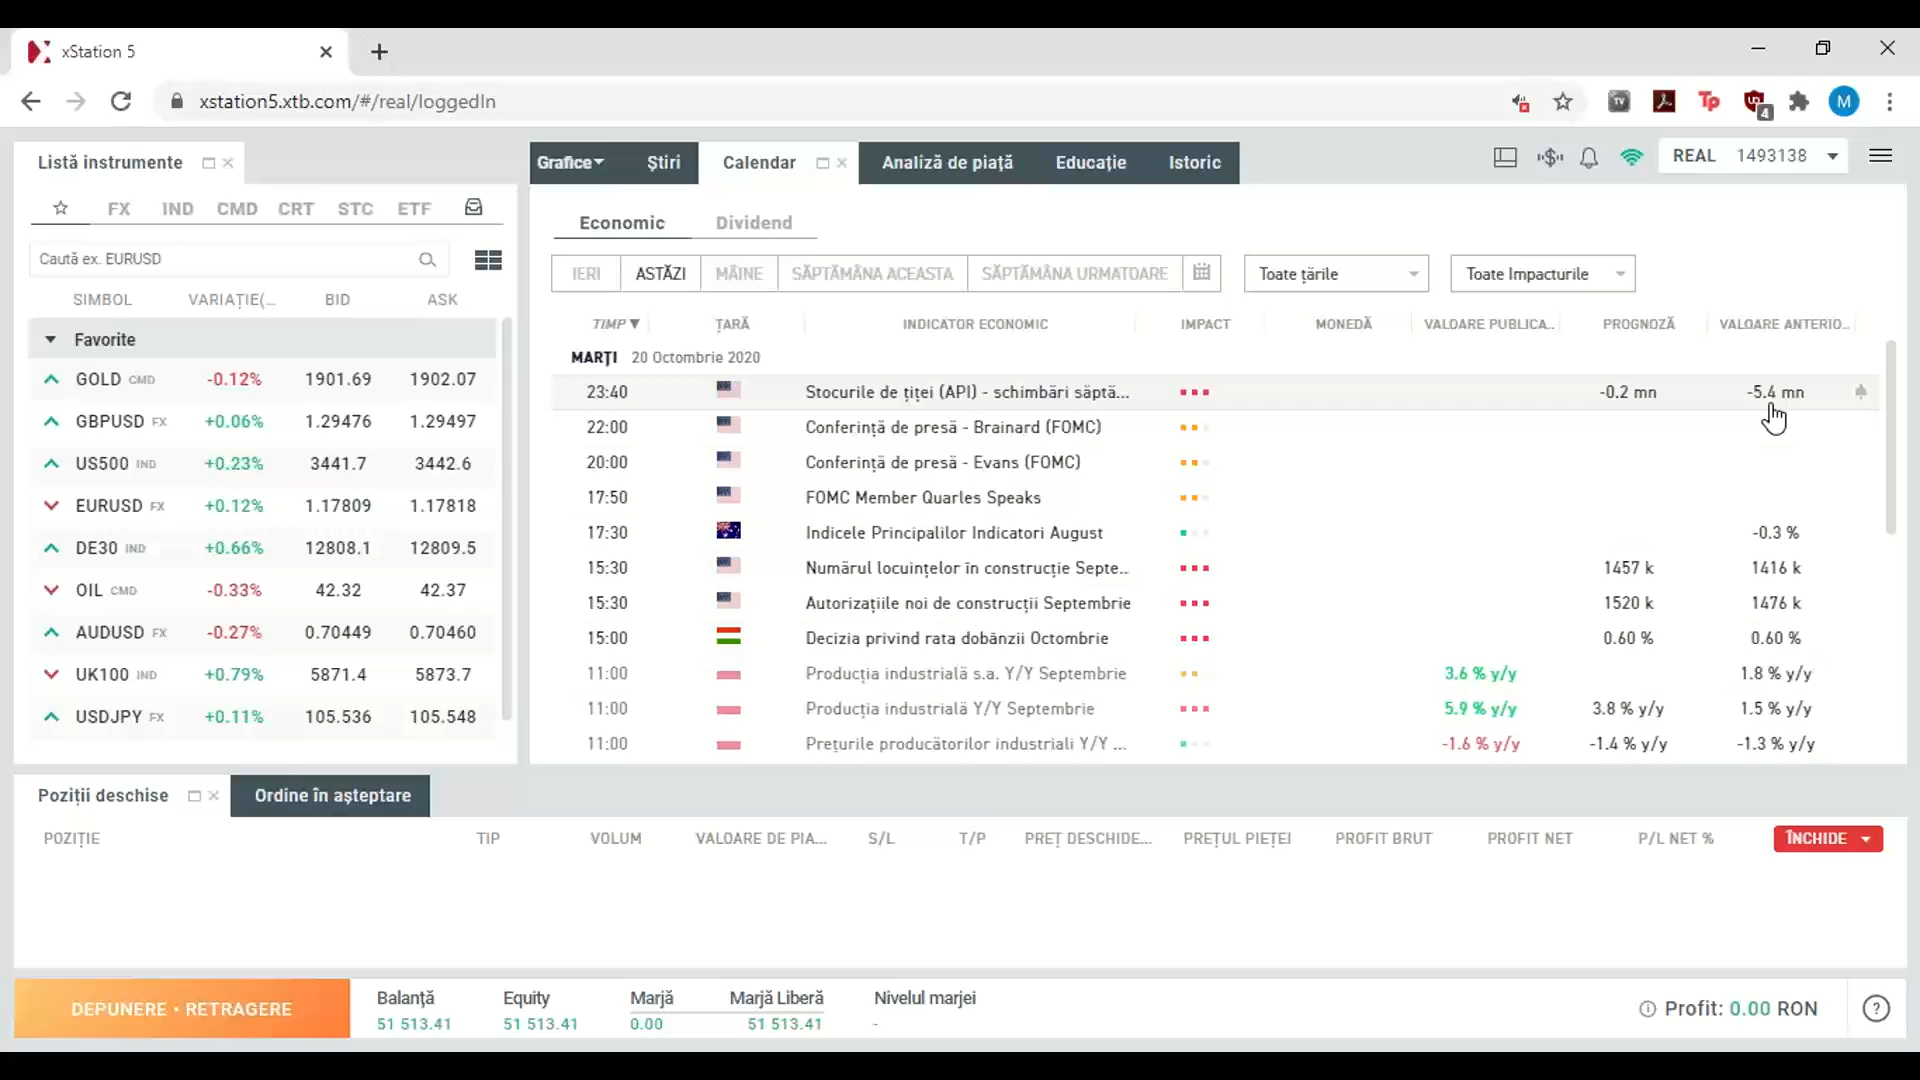 xStation 5
xstation5.xtb.com/#/real/loggedIn
4
M
Listă instrumente
Grafice
Știri
Calendar
Analiză de piață
Educație
Istoric
REAL 1493138
FX IND CMD CRT STC ETF
Caută ex. EURUSD
SIMBOL VARIAȚIE(... BID ASK
Favorite
GOLD CMD -0.12% 1901.69 1902.07
GBPUSD FX +0.06% 1.29476 1.29497
US500 IND +0.23% 3441.7 3442.6
EURUSD FX +0.12% 1.17809 1.17818
DE30 IND +0.66% 12808.1 12809.5
OIL CMD -0.33% 42.32 42.37
AUDUSD FX -0.27% 0.70449 0.70460
UK100 IND +0.79% 5871.4 5873.7
USDJPY FX +0.11% 105.536 105.548
Economic Dividend
IERI ASTĂZI MÂINE SĂPTĂMÂNA ACEASTA SĂPTĂMÂNA URMATOARE
Toate țările
Toate Impacturile
TIMP ȚARĂ INDICATOR ECONOMIC IMPACT MONEDĂ VALOARE PUBLICA.. PROGNOZĂ VALOARE ANTERIO...
MARȚI 20 Octombrie 2020
23:40 Stocurile de țiței (API) - schimbări săptă... -0.2 mn -5.4 mn
22:00 Conferință de presă - Brainard (FOMC)
20:00 Conferință de presă - Evans (FOMC)
17:50 FOMC Member Quarles Speaks
17:30 Indicele Principalilor Indicatori August -0.3 %
15:30 Numărul locuințelor în construcție Septe... 1457 k 1416 k
15:30 Autorizațiile noi de construcții Septembrie 1520 k 1476 k
15:00 Decizia privind rata dobânzii Octombrie 0.60 % 0.60 %
11:00 Producția industrială s.a. Y/Y Septembrie 3.6 % y/y 1.8 % y/y
11:00 Producția industrială Y/Y Septembrie 5.9 % y/y 3.8 % y/y 1.5 % y/y
11:00 Prețurile producătorilor industriali Y/Y ... -1.6 % y/y -1.4 % y/y -1.3 % y/y
Poziții deschise
Ordine în așteptare
POZIȚIE TIP VOLUM VALOARE DE PIA... S/L T/P PREȚ DESCHIDE... PREȚUL PIEȚEI PROFIT BRUT PROFIT NET P/L NET % ÎNCHIDE
DEPUNERE • RETRAGERE
Balanță Equity Marjă Marjă Liberă Nivelul marjei
51 513.41 51 513.41 0.00 51 513.41 -
Profit: 0.00 RON